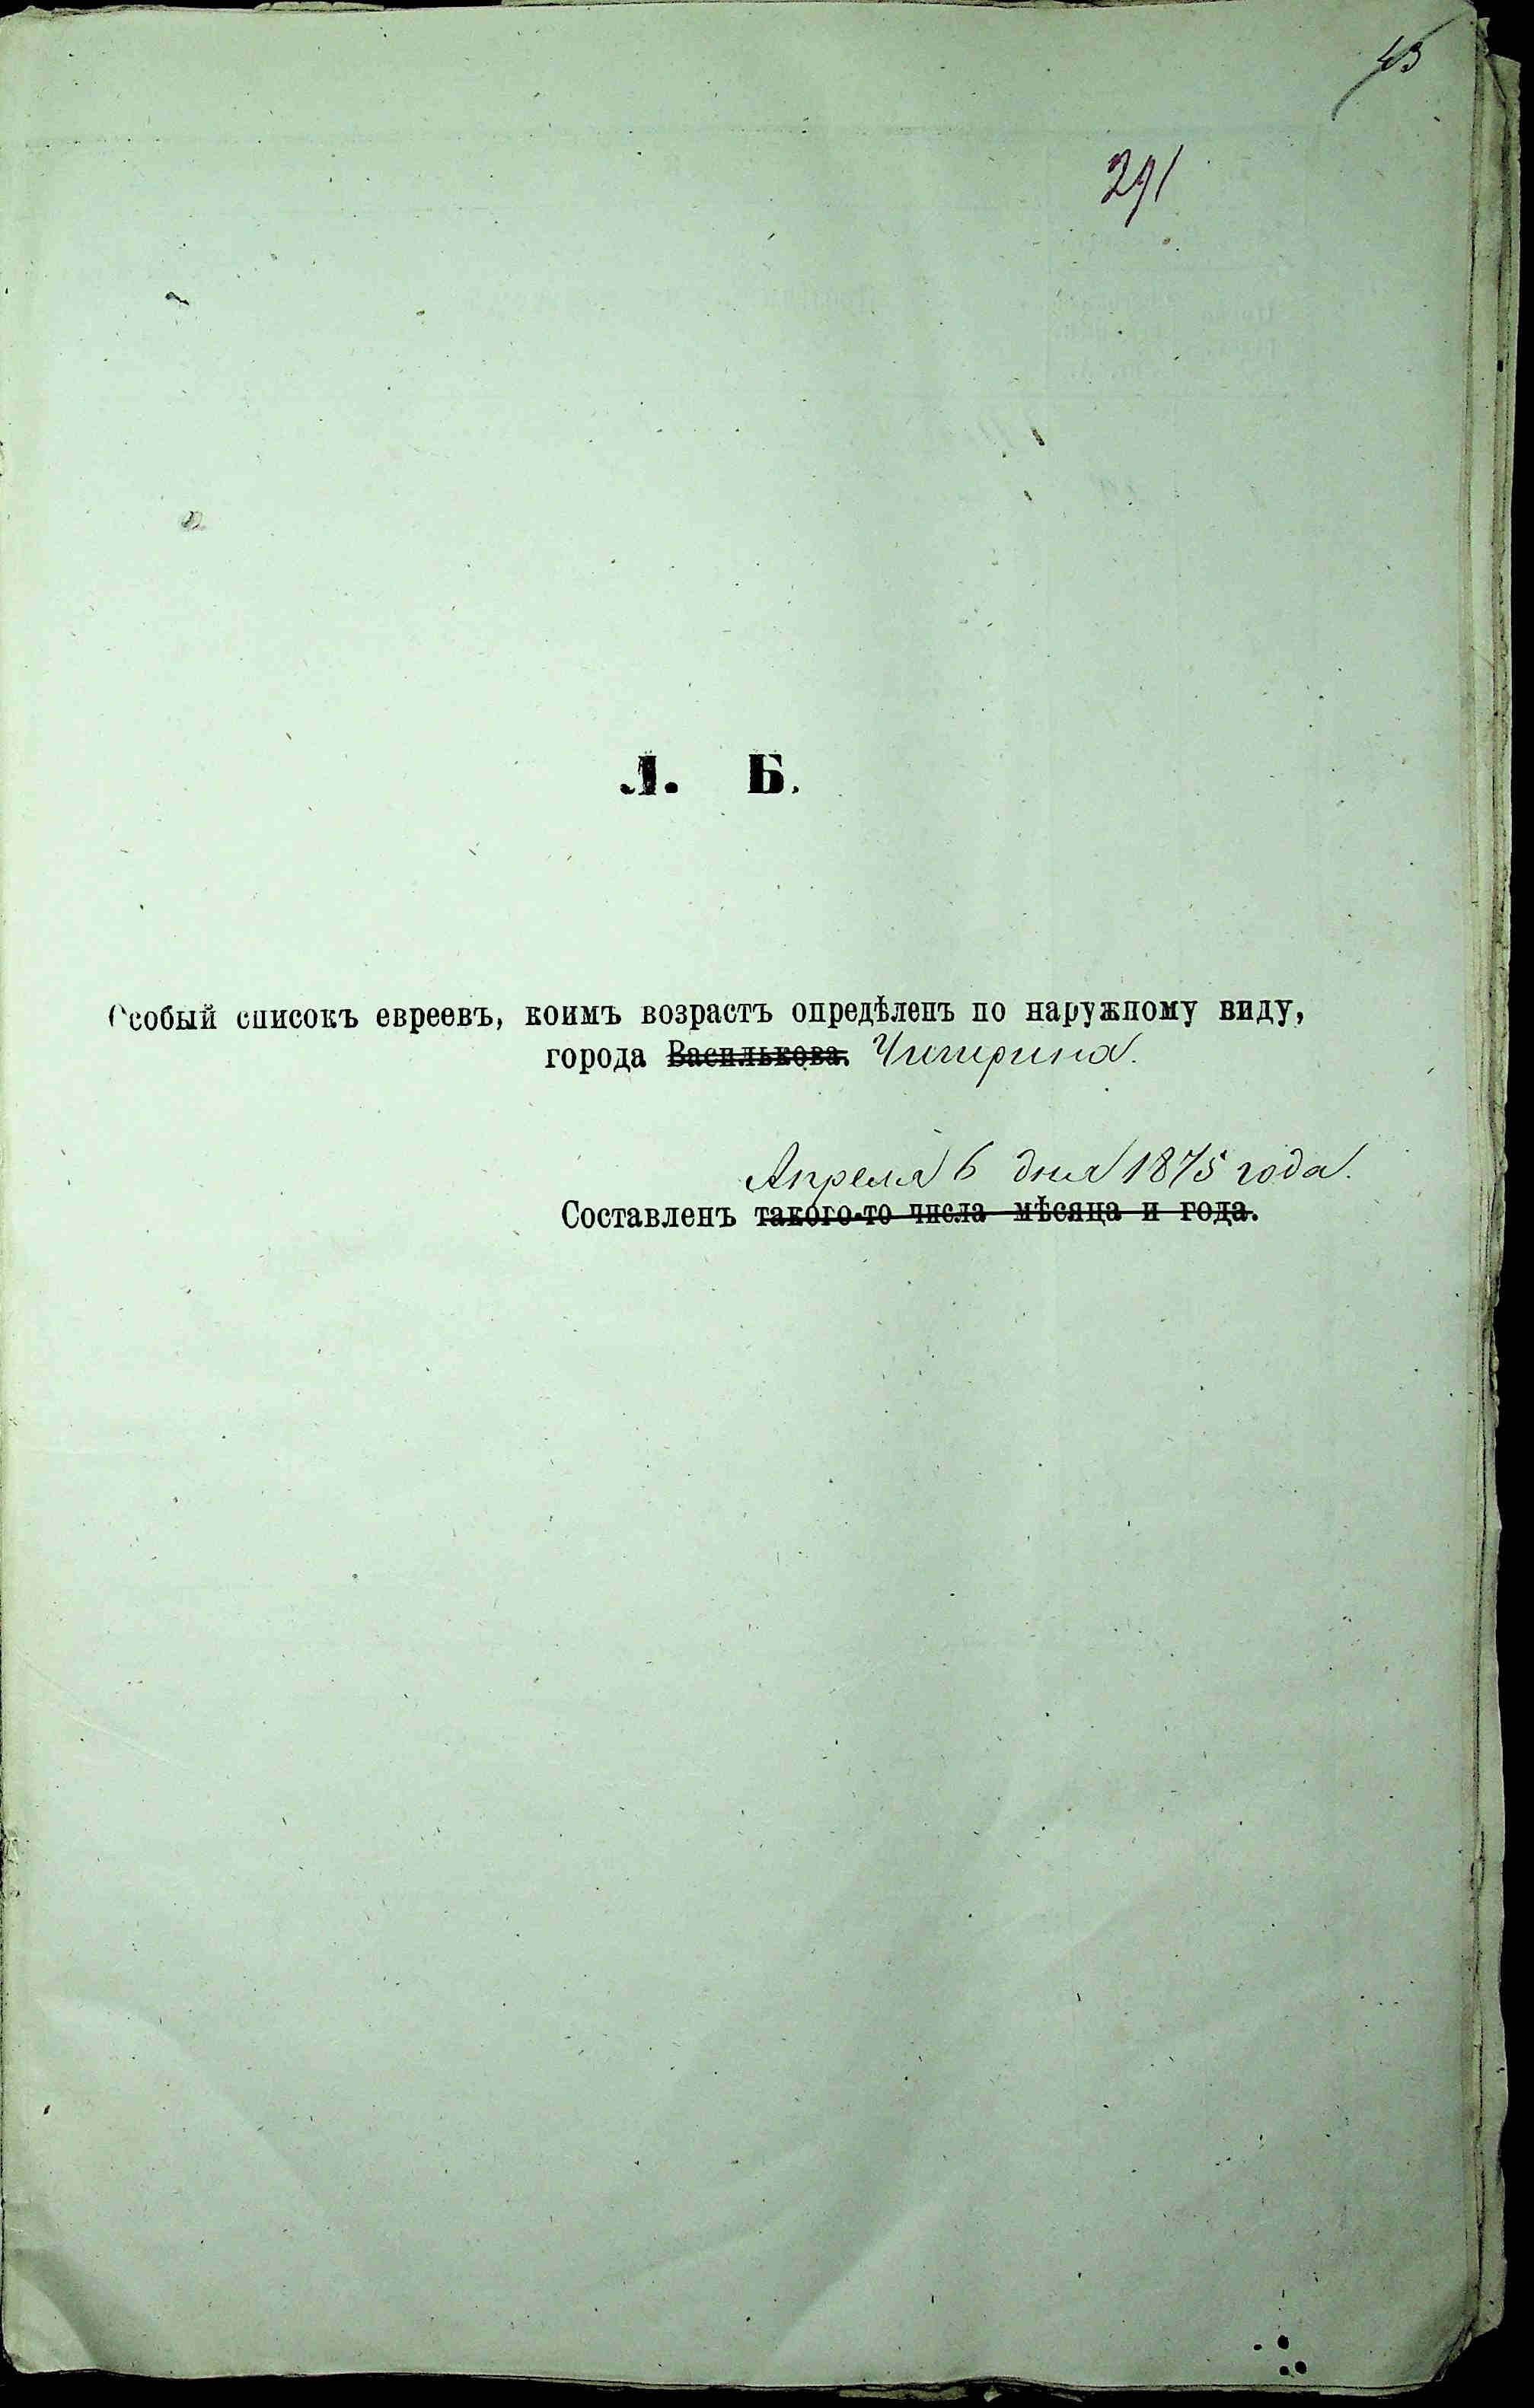 43
291
Л. Б.
Особый списокъ евреевъ, коимъ возрастъ опредѣленъ по наружному виду,
города Василькова. Чигирина.
Апреля 6 дня 1875 года.
Составленъ такого-то числа мѣсяца и года.